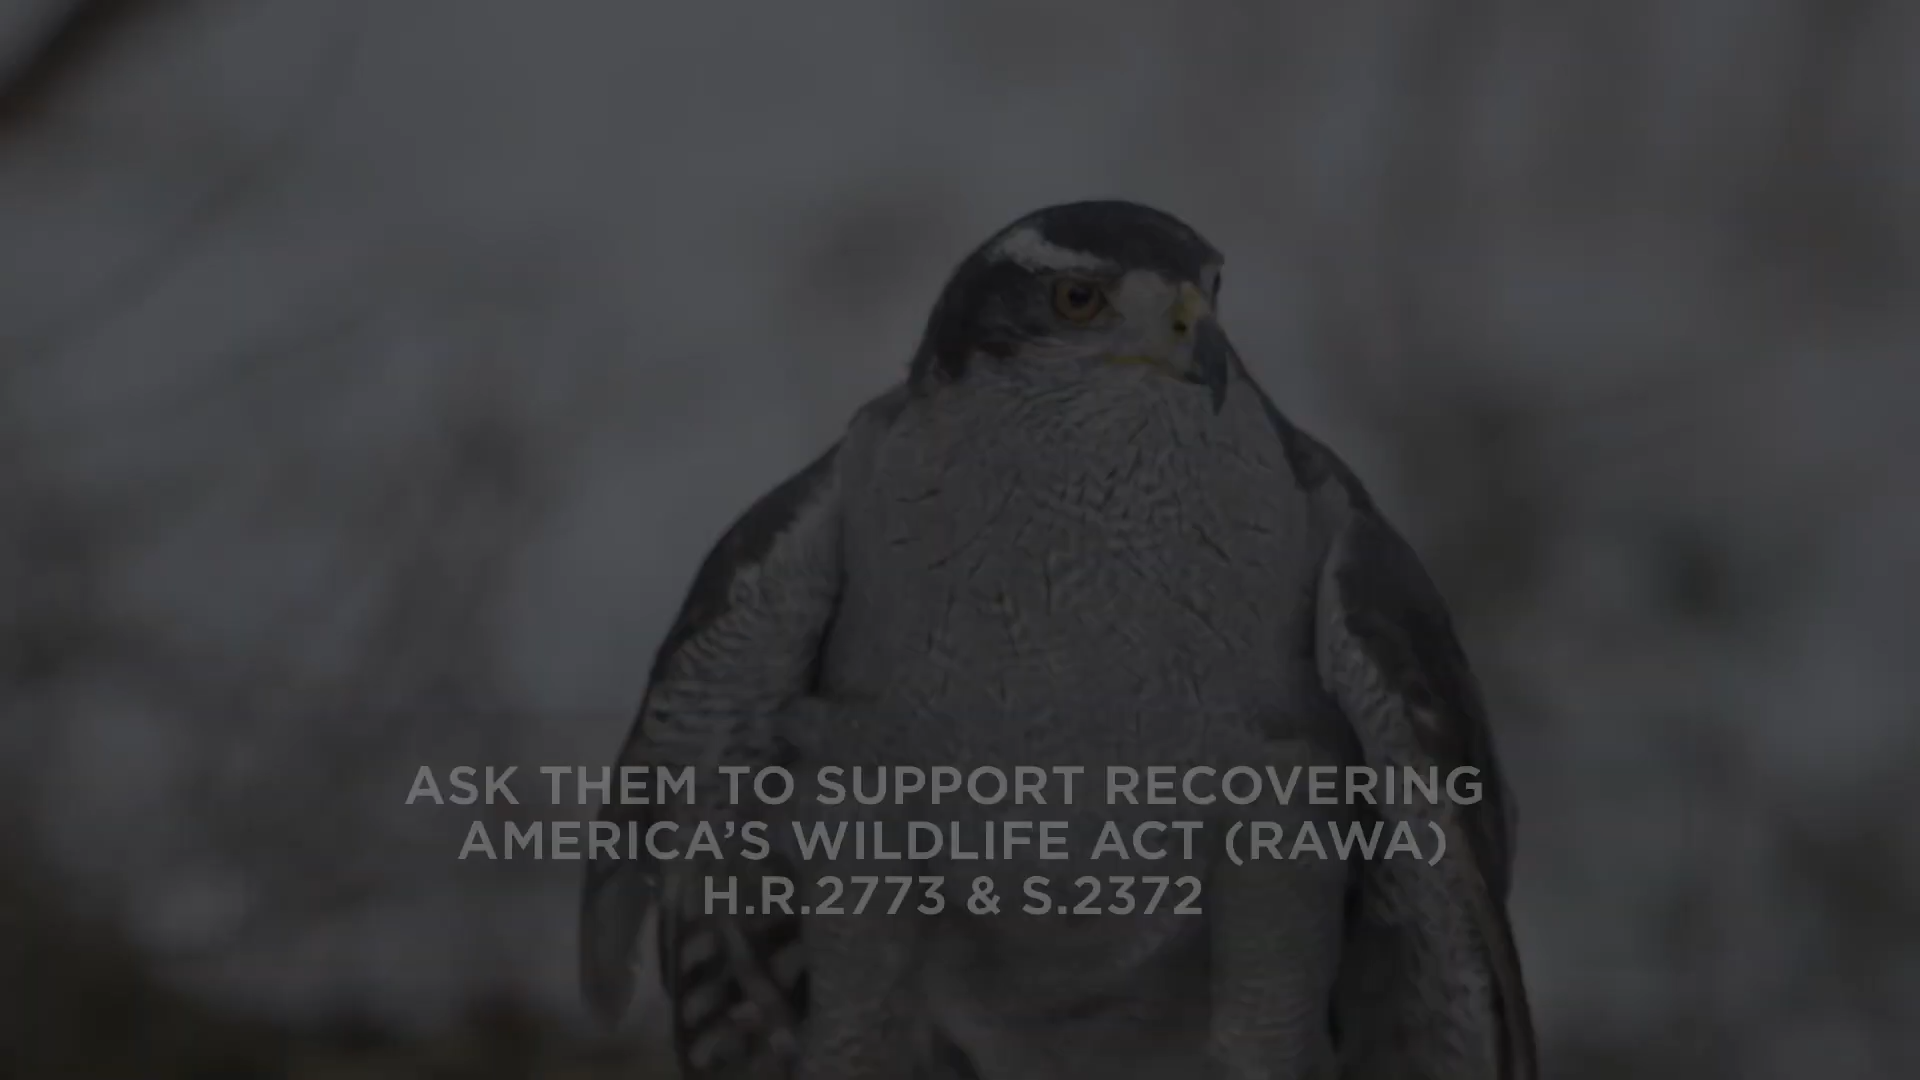 ASK THEM TO SUPPORT RECOVERING
AMERICA’S WILDLIFE ACT (RAWA)
H.R.2773 & S.2372